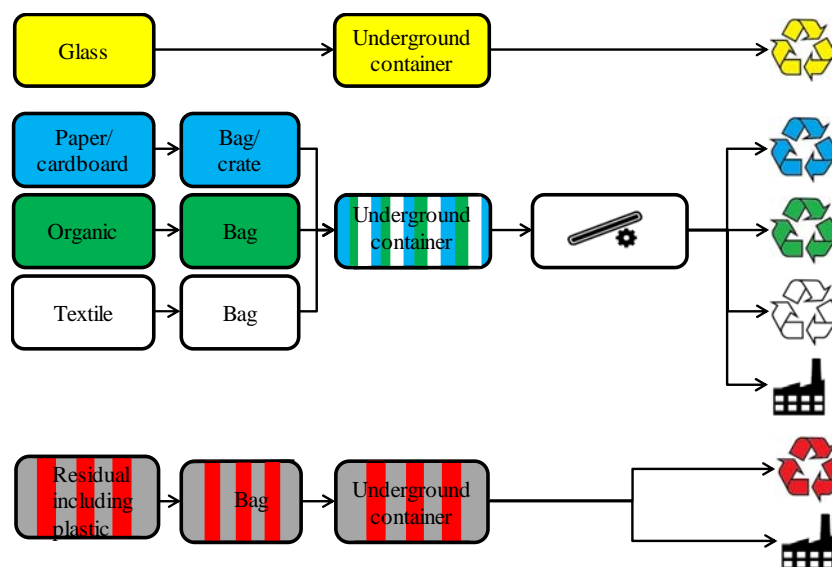 Glass
Underground
container
Paper/
cardboard
Bag/
crate
Organic
Bag
Underground
container
Textile
Bag
Residual
including
plastic
Bag
Underground
container